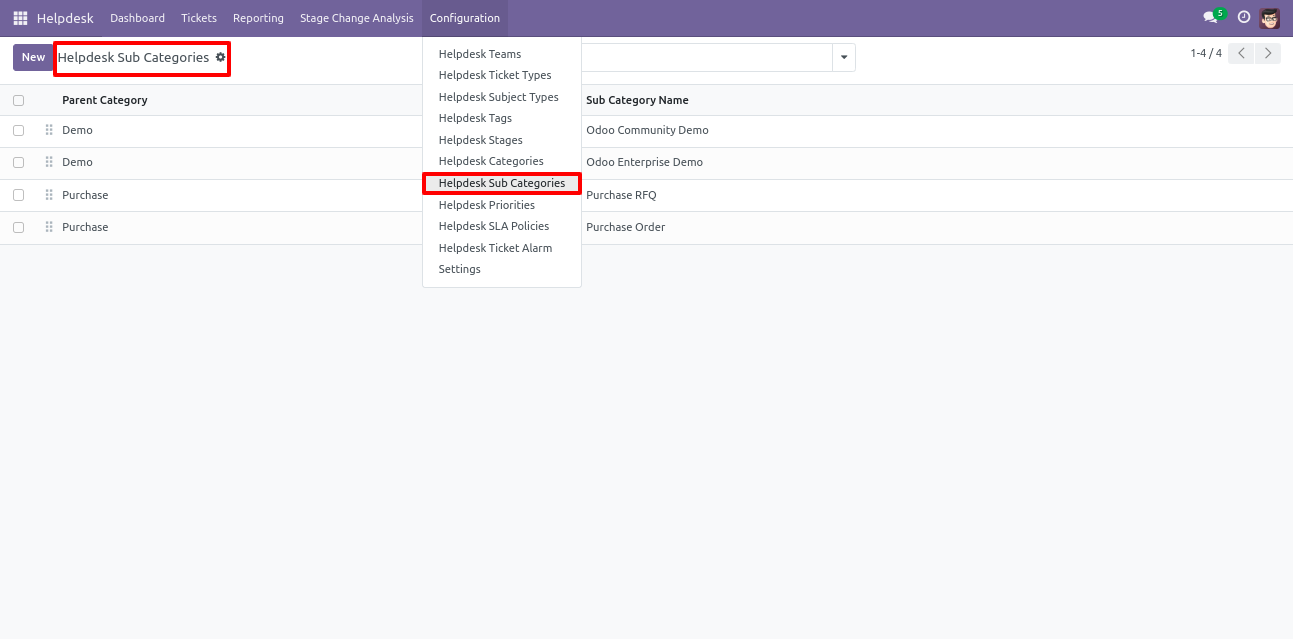 Helpdesk Dashboard Tickets Reporting Stage Change Analysis Configuration 5
New Helpdesk Sub Categories 1-4 / 4
Helpdesk Teams
Helpdesk Ticket Types
Helpdesk Subject Types
Helpdesk Tags
Helpdesk Stages
Helpdesk Categories
Helpdesk Sub Categories
Helpdesk Priorities
Helpdesk SLA Policies
Helpdesk Ticket Alarm
Settings
Parent Category Sub Category Name
Demo Odoo Community Demo
Demo Odoo Enterprise Demo
Purchase Purchase RFQ
Purchase Purchase Order